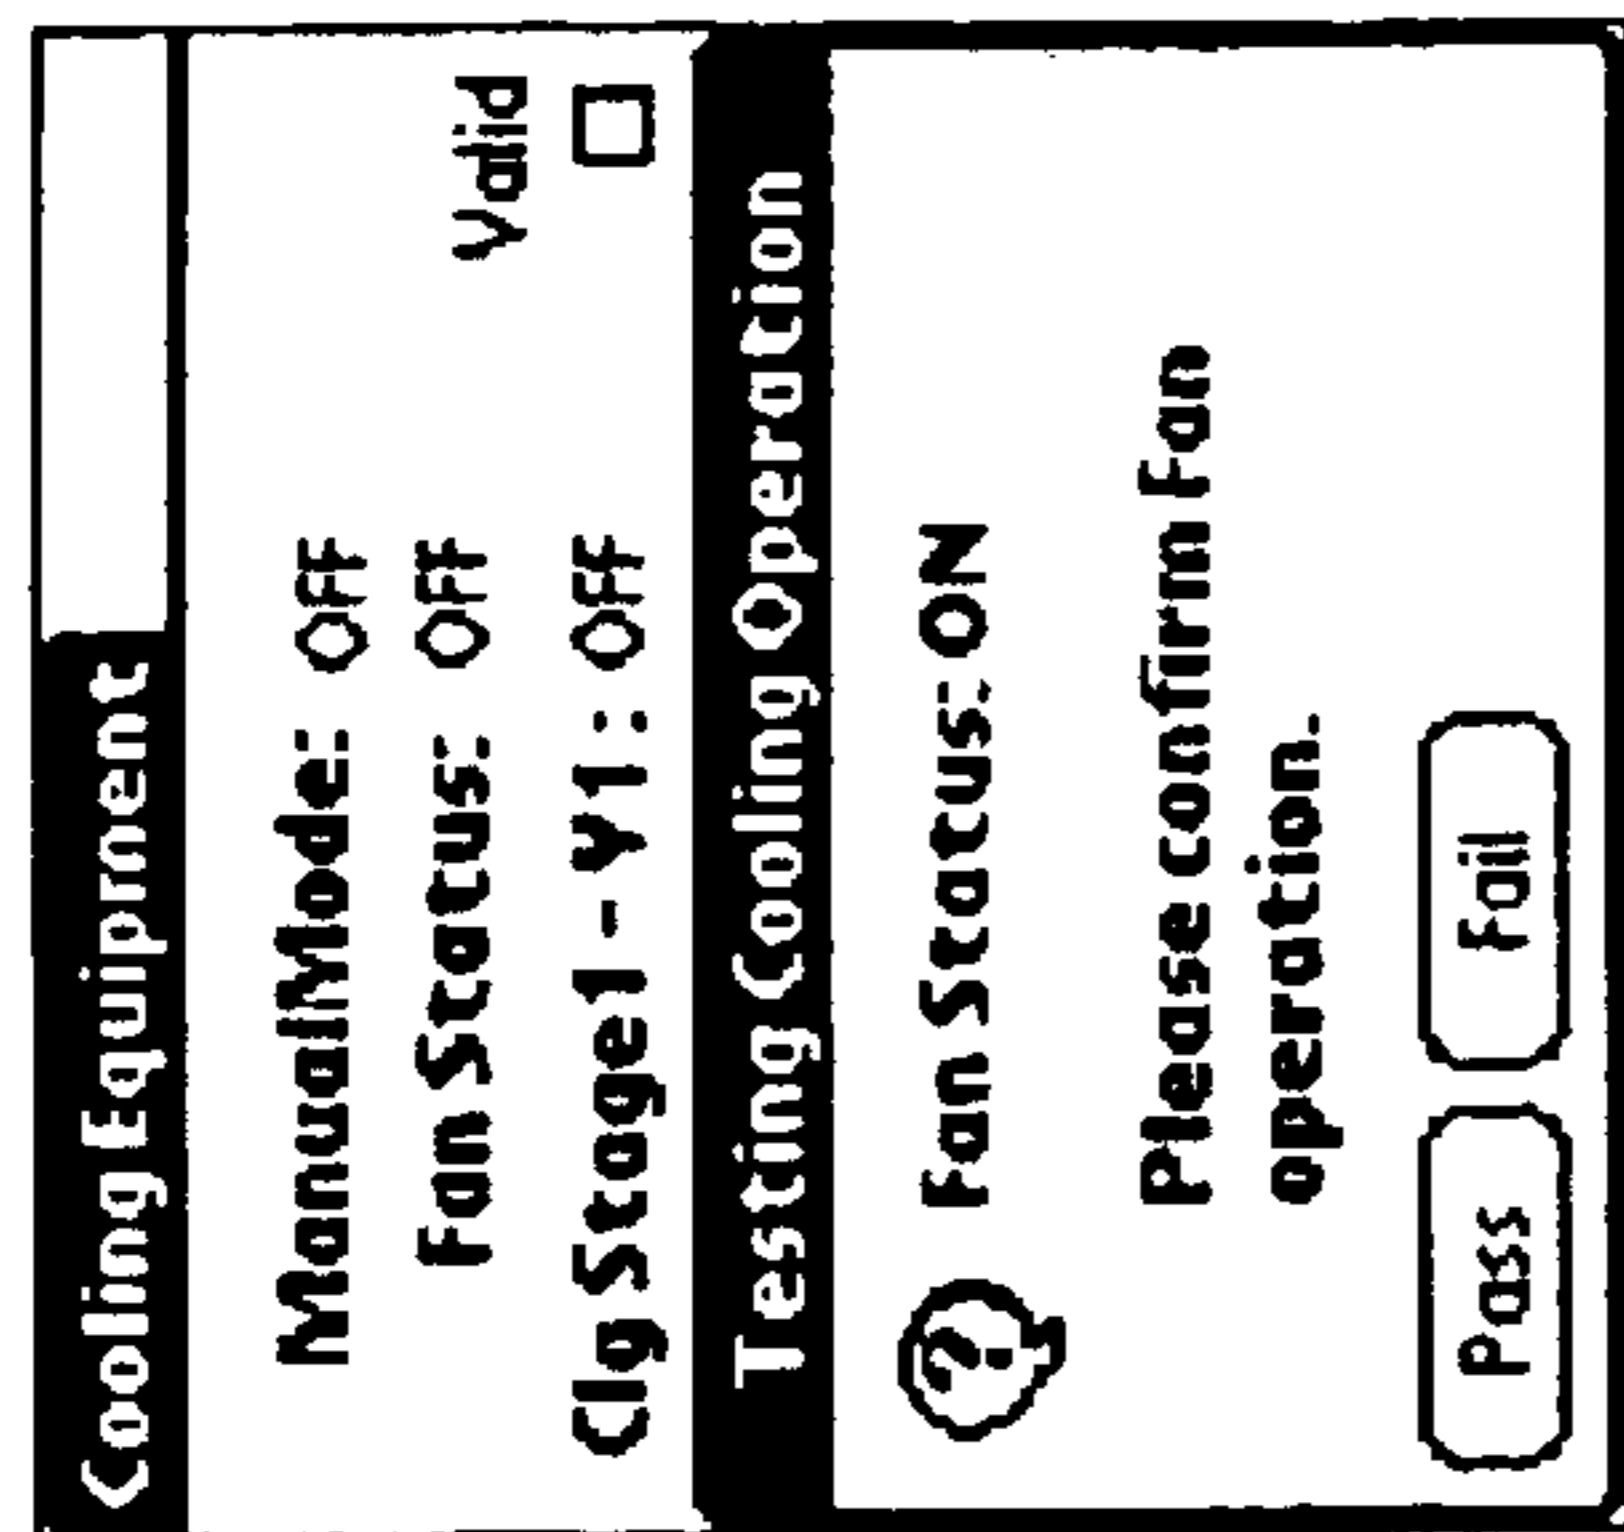 Cooling Equipment
ManualMode: OFF
Fan Status: OFF
Valid
Clg Stage1 - Y1: OFF
Testing Cooling Operation
Fan Status: ON
Please confirm Fan
operation.
Pass Fail